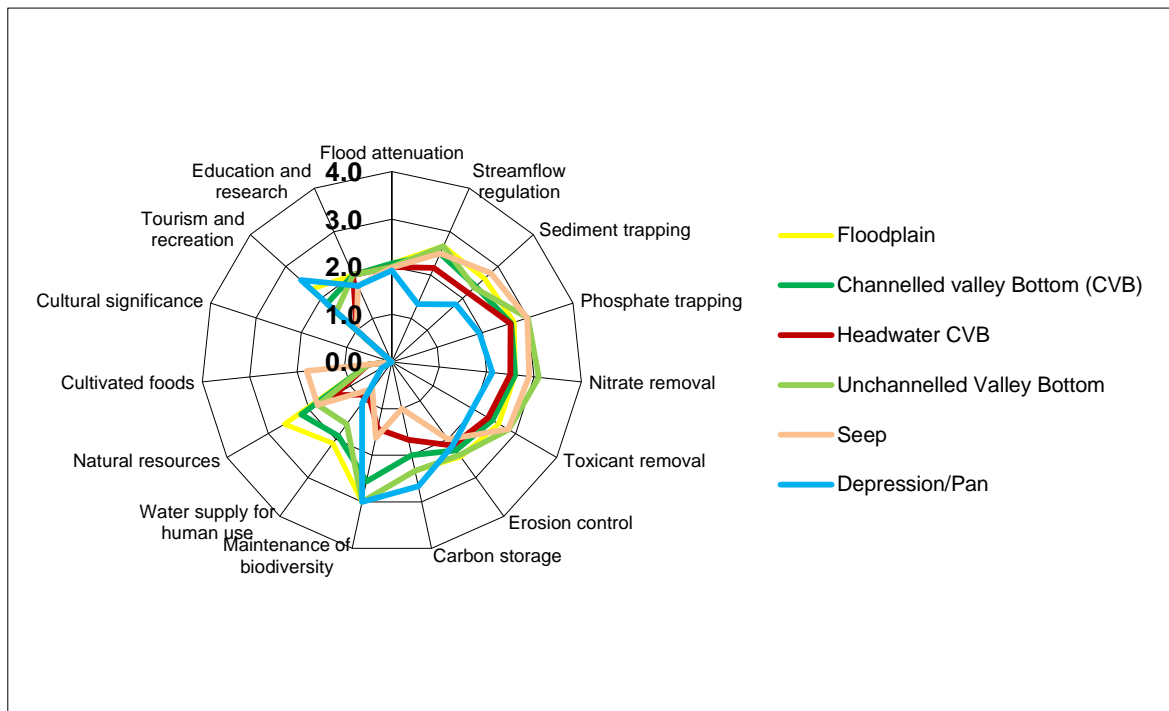 Flood attenuation
Streamflow
regulation
Sediment trapping
Phosphate trapping
Nitrate removal
Toxicant removal
Erosion control
Carbon storage
Maintenance of
biodiversity
Water supply for
human use
Natural resources
Cultivated foods
Cultural significance
Tourism and
recreation
Education and
research
4.0
3.0
2.0
1.0
0.0
Floodplain
Channelled valley Bottom (CVB)
Headwater CVB
Unchannelled Valley Bottom
Seep
Depression/Pan